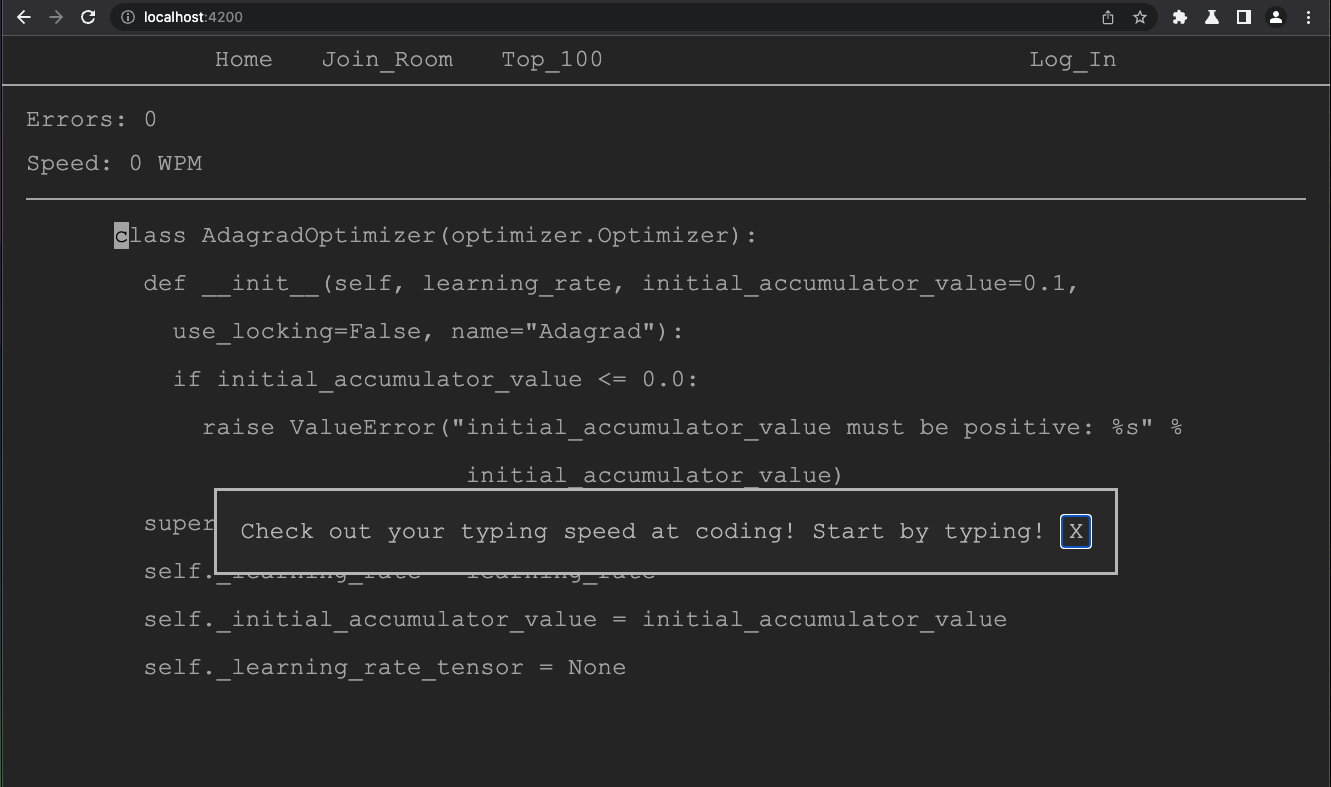 localhost:4200
Home Join_Room Top_100 Log_In
Errors: 0
Speed: 0 WPM
class AdagradOptimizer(optimizer.Optimizer):
def __init__(self, learning_rate, initial_accumulator_value=0.1,
use_locking=False, name="Adagrad"):
if initial_accumulator_value <= 0.0:
raise ValueError("initial_accumulator_value must be positive: %s" %
initial_accumulator_value)
super
Check out your typing speed at coding! Start by typing! X
self._learning_rate = learning_rate
self._initial_accumulator_value = initial_accumulator_value
self._learning_rate_tensor = None